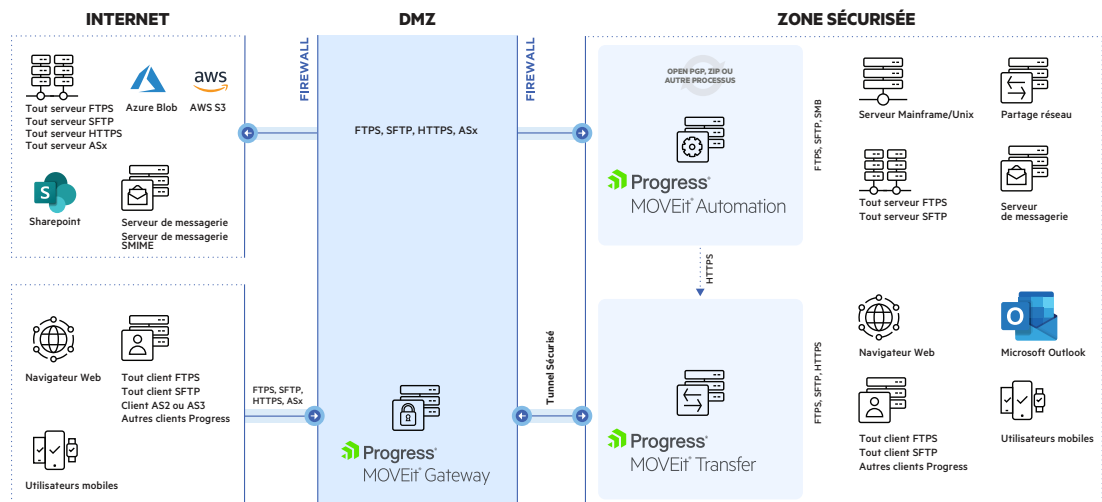 INTERNET
DMZ
ZONE SÉCURISÉE
FIREWALL
FIREWALL
Azure Blob
aws
AWS S3
Tout serveur FTPS
Tout serveur SFTP
Tout serveur HTTPS
Tout serveur ASx
S
Sharepoint
Serveur de messagerie
Serveur de messagerie
SMIME
FTPS, SFTP, HTTPS, ASx
OPEN PGP, ZIP OU
AUTRE PROCESSUS
Progress®
MOVEit® Automation
FTPS, SFTP, SMB
Serveur Mainframe/Unix
Partage réseau
Tout serveur FTPS
Tout serveur SFTP
Serveur
de messagerie
HTTPS
Navigateur Web
Tout client FTPS
Tout client SFTP
Client AS2 ou AS3
Autres clients Progress
Utilisateurs mobiles
FTPS, SFTP,
HTTPS, ASx
Progress®
MOVEit® Gateway
Tunnel Sécurisé
Progress®
MOVEit® Transfer
FTPS, SFTP, HTTPS
Navigateur Web
O
Microsoft Outlook
Tout client FTPS
Tout client SFTP
Autres clients Progress
Utilisateurs mobiles